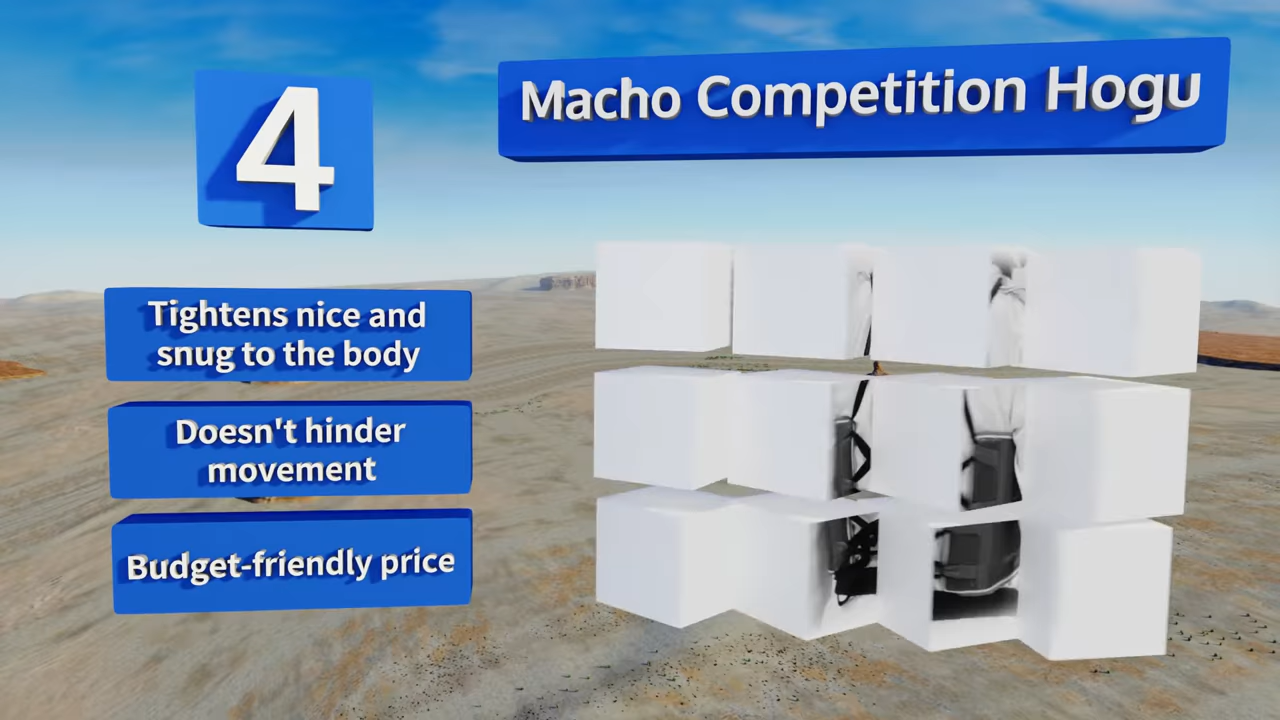 4
Macho Competition Hogu
Tightens nice and
snug to the body
Doesn't hinder
movement
Budget-friendly price